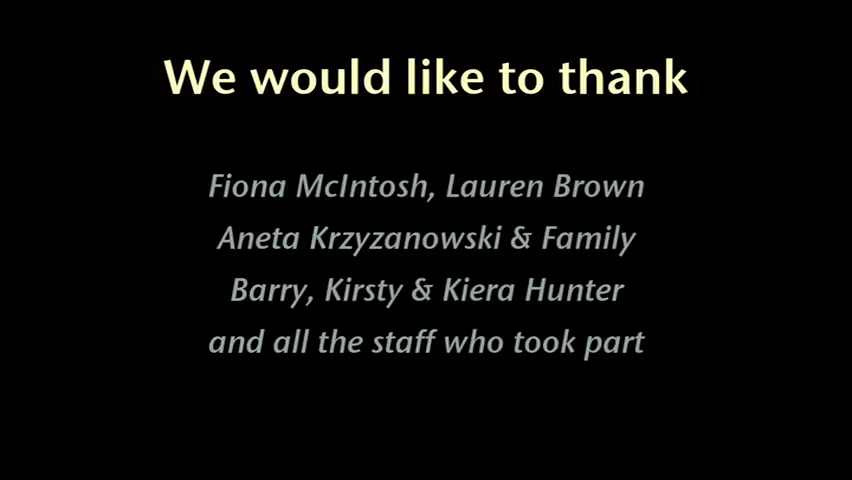 We would like to thank
Fiona McIntosh, Lauren Brown
Aneta Krzyzanowski & Family
Barry, Kirsty & Kiera Hunter
and all the staff who took part